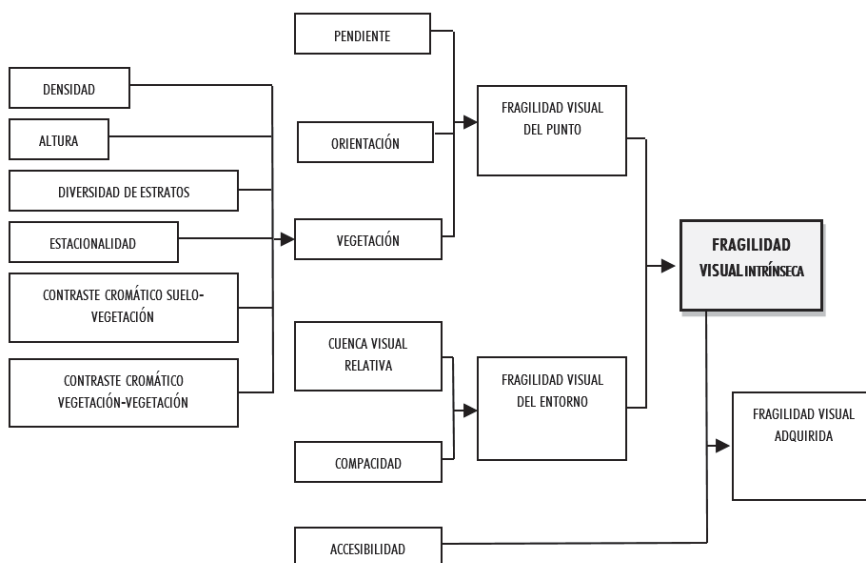 DENSIDAD
ALTURA
DIVERSIDAD DE ESTRATOS
ESTACIONALIDAD
CONTRASTE CROMÁTICO SUELO-
VEGETACIÓN
CONTRASTE CROMÁTICO
VEGETACIÓN-VEGETACIÓN
PENDIENTE
ORIENTACIÓN
VEGETACIÓN
CUENCA VISUAL
RELATIVA
COMPACIDAD
ACCESIBILIDAD
FRAGILIDAD VISUAL
DEL PUNTO
FRAGILIDAD VISUAL
DEL ENTORNO
FRAGILIDAD
VISUAL INTRÍNSECA
FRAGILIDAD VISUAL
ADQUIRIDA